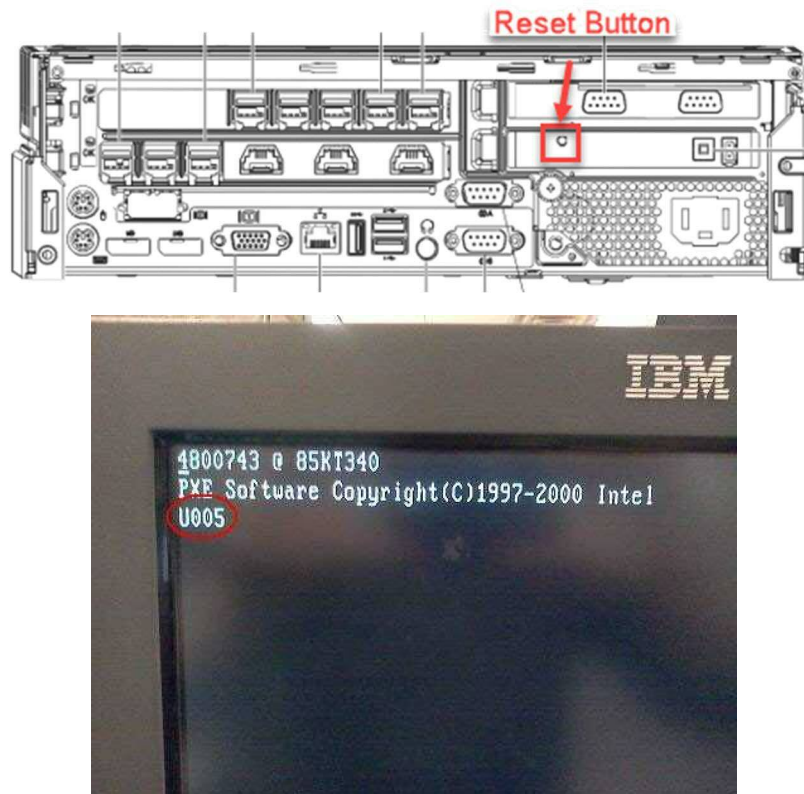 Reset Button
IBM
4800743 @ 85KT340
PXE Software Copyright(C)1997-2000 Intel
U005